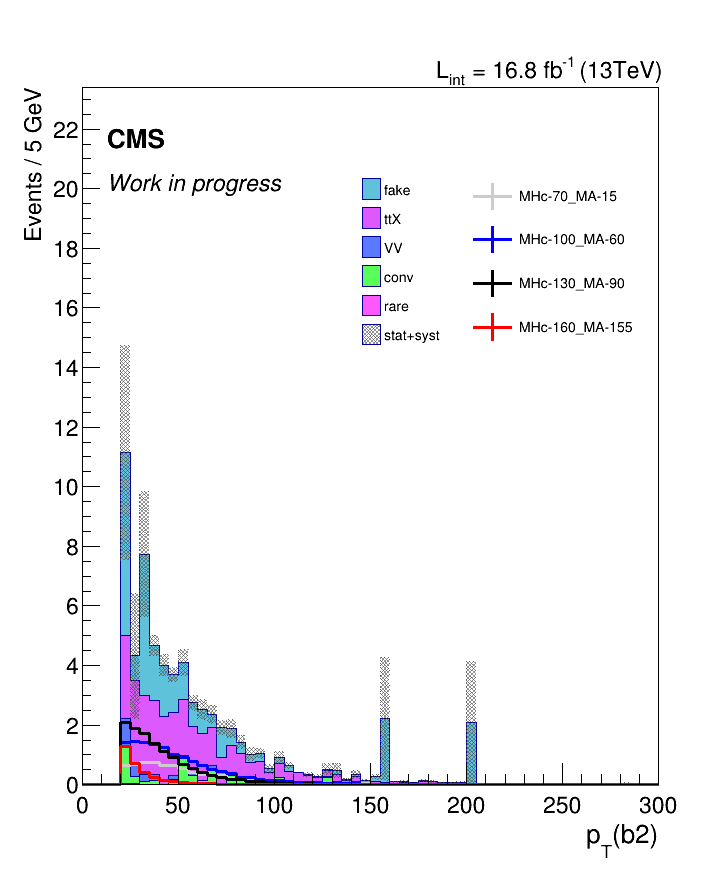 L_int = 16.8 fb^-1 (13TeV)
Events / 5 GeV
CMS
Work in progress
fake
ttX
VV
conv
rare
stat+syst
MHc-70_MA-15
MHc-100_MA-60
MHc-130_MA-90
MHc-160_MA-155
22
20
18
16
14
12
10
8
6
4
2
0
0 50 100 150 200 250 300
p_T(b2)